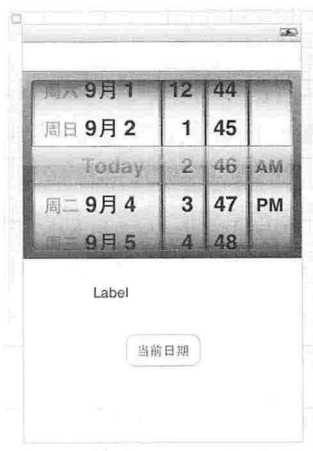 周六 9月 1 12 44
周日 9月 2 1 45
Today 2 46 AM
周二 9月 4 3 47 PM
周三 9月 5 4 48
Label
当前日期